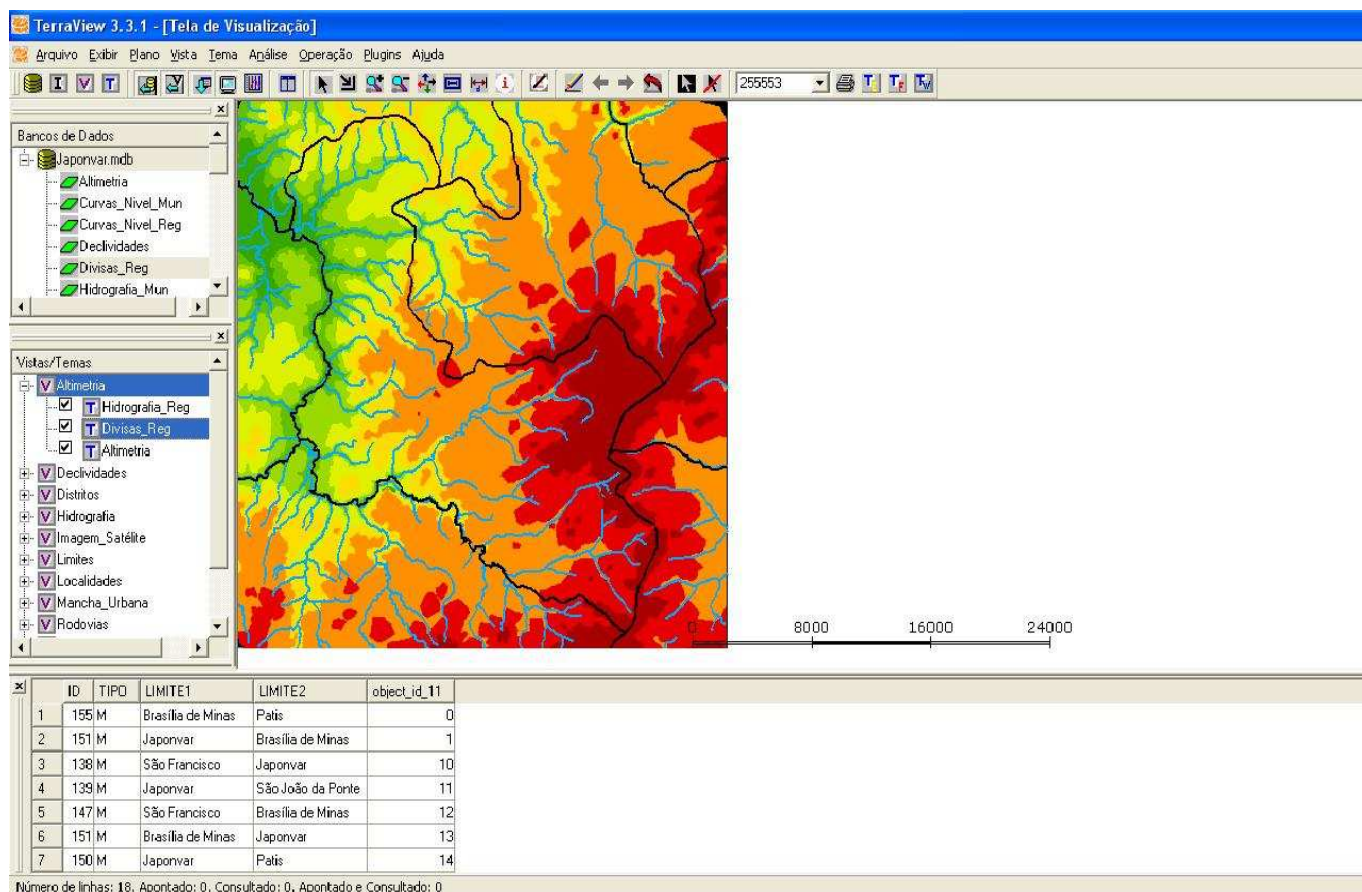 TerraView 3.3.1 - [Tela de Visualização]
Arquivo Exibir Plano Vista Tema Análise Operação Plugins Ajuda
I V T 255553
Bancos de Dados
Japonvar.mdb
Altimetria
Curvas_Nivel_Mun
Curvas_Nivel_Reg
Declividades
Divisas_Reg
Hidrografia_Mun
Vistas/Temas
V Altimetria
T Hidrografia_Reg
T Divisas_Reg
T Altimetria
V Declividades
V Distritos
V Hidrografia
V Imagem_Satélite
V Limites
V Localidades
V Mancha_Urbana
V Rodovias
0 8000 16000 24000
ID TIPO LIMITE1 LIMITE2 object_id_11
1 155 M Brasília de Minas Patis 0
2 151 M Japonvar Brasília de Minas 1
3 138 M São Francisco Japonvar 10
4 139 M Japonvar São João da Ponte 11
5 147 M São Francisco Brasília de Minas 12
6 151 M Brasília de Minas Japonvar 13
7 150 M Japonvar Patis 14
Número de linhas: 18, Apontado: 0, Consultado: 0, Apontado e Consultado: 0